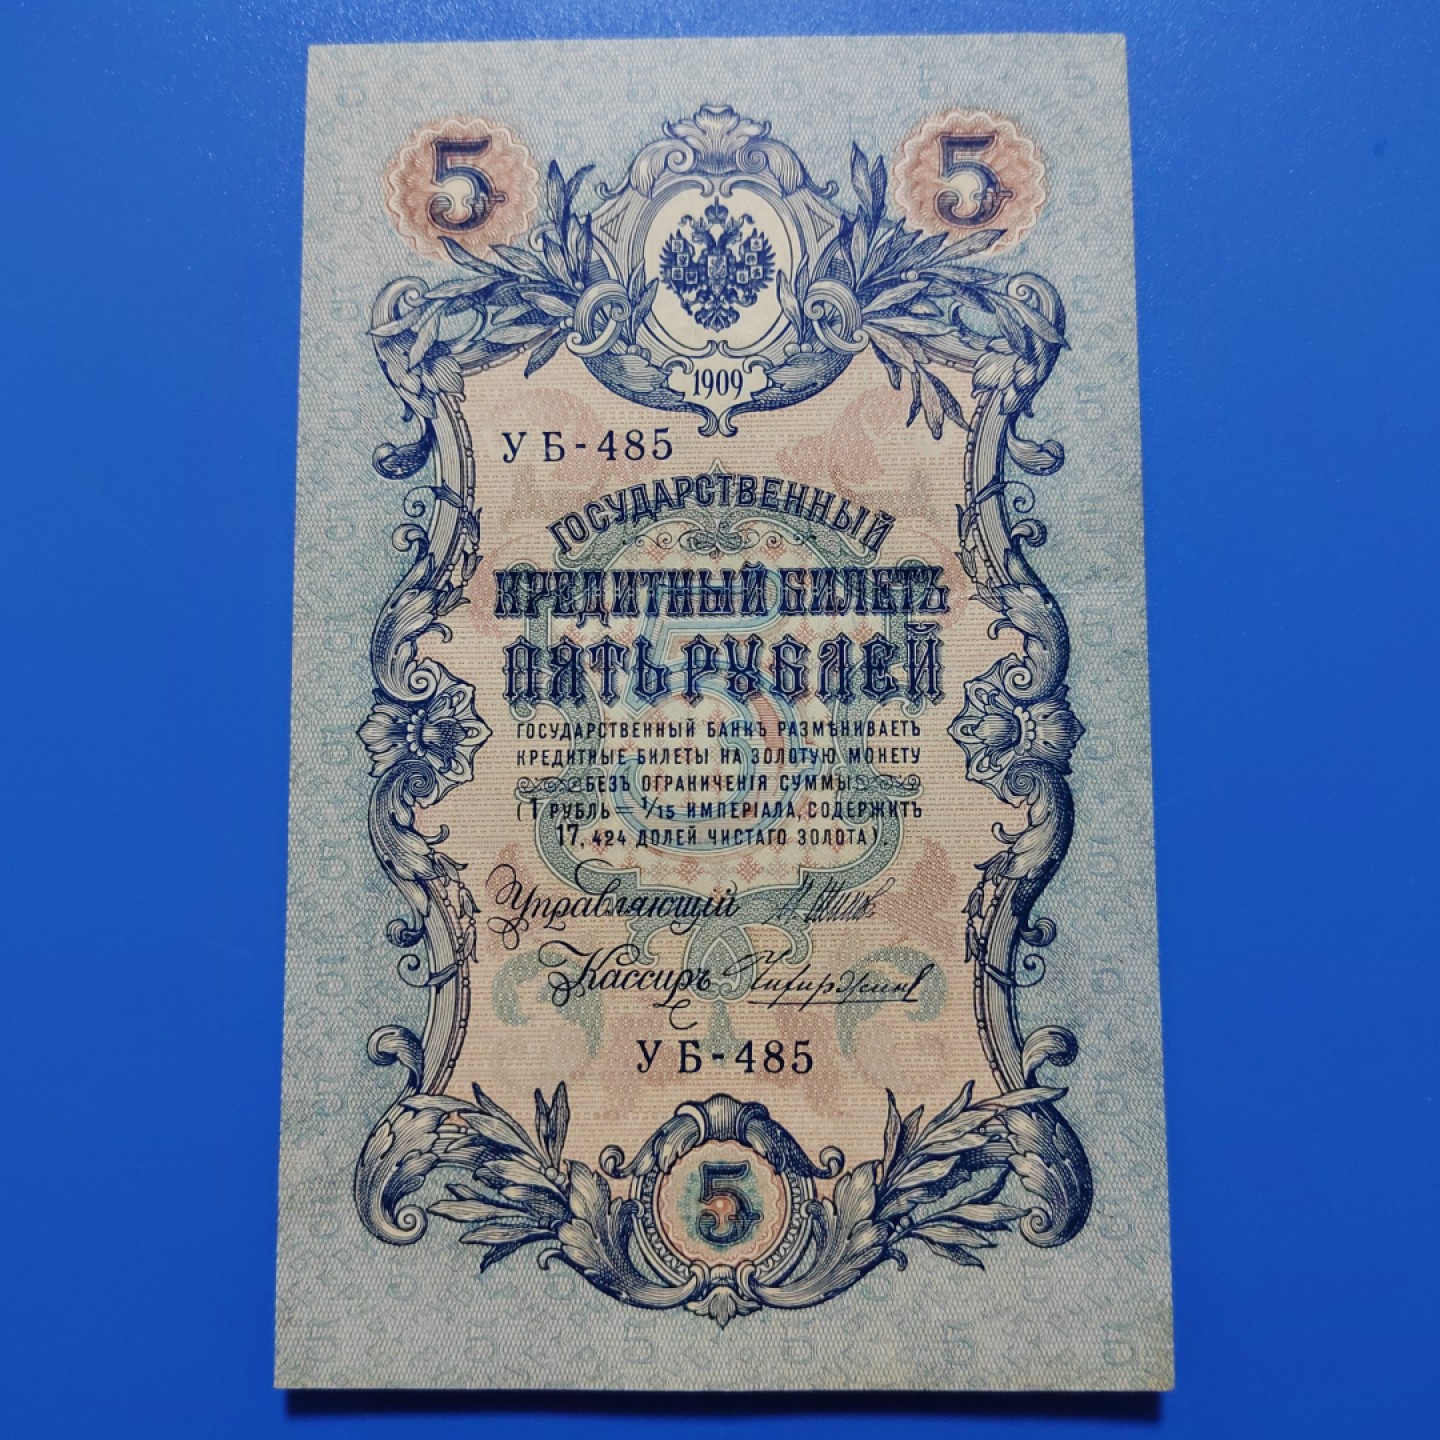 5 5
1909
УБ-485
ГОСУДАРСТВЕННЫЙ
КРЕДИТНЫЙ БИЛЕТЪ
ПЯТЬ РУБЛЕЙ
ГОСУДАРСТВЕННЫЙ БАНКЪ РАЗМѢНИВАЕТЪ
КРЕДИТНЫЕ БИЛЕТЫ НА ЗОЛОТУЮ МОНЕТУ
БЕЗЪ ОГРАНИЧЕНІЯ СУММЫ
(1 РУБЛЬ = 1/15 ИМПЕРІАЛА, СОДЕРЖИТЪ
17,424 ДОЛЕЙ ЧИСТАГО ЗОЛОТА).
Управляющій
Кассиръ
УБ-485
5